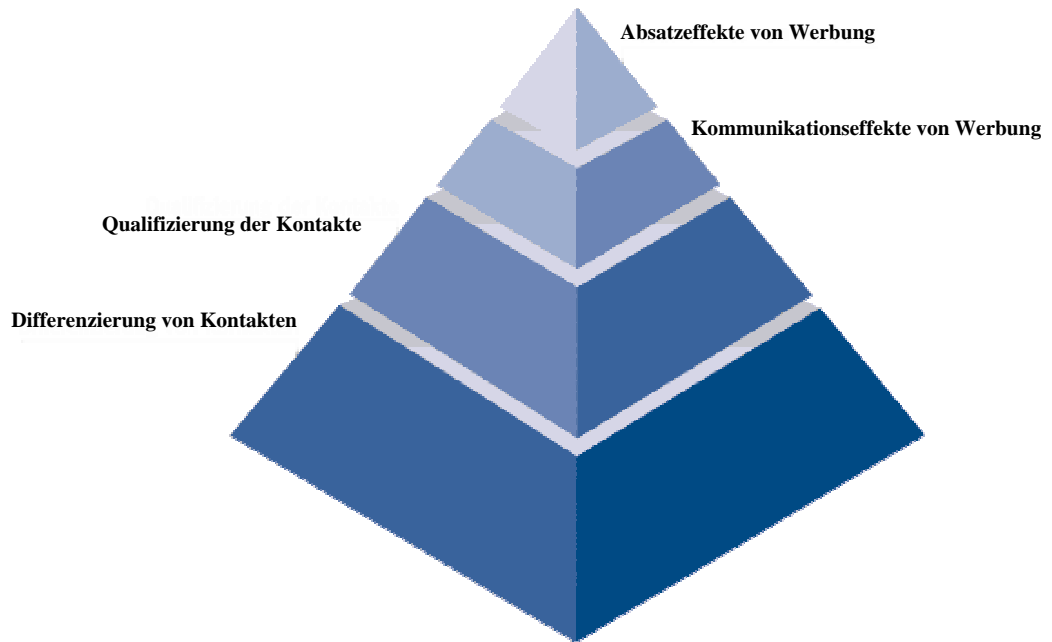 Absatzeffekte von Werbung
Kommunikationseffekte von Werbung
Qualifizierung der Kontakte
Differenzierung von Kontakten